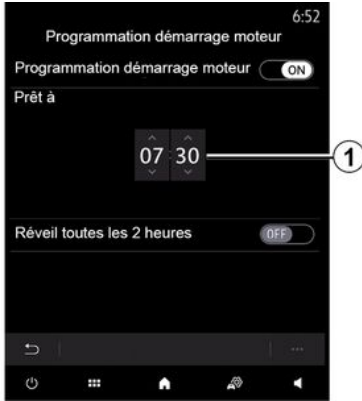 6:52
Programmation démarrage moteur
Programmation démarrage moteur ON
Prêt à
07 30
1
Réveil toutes les 2 heures OFF